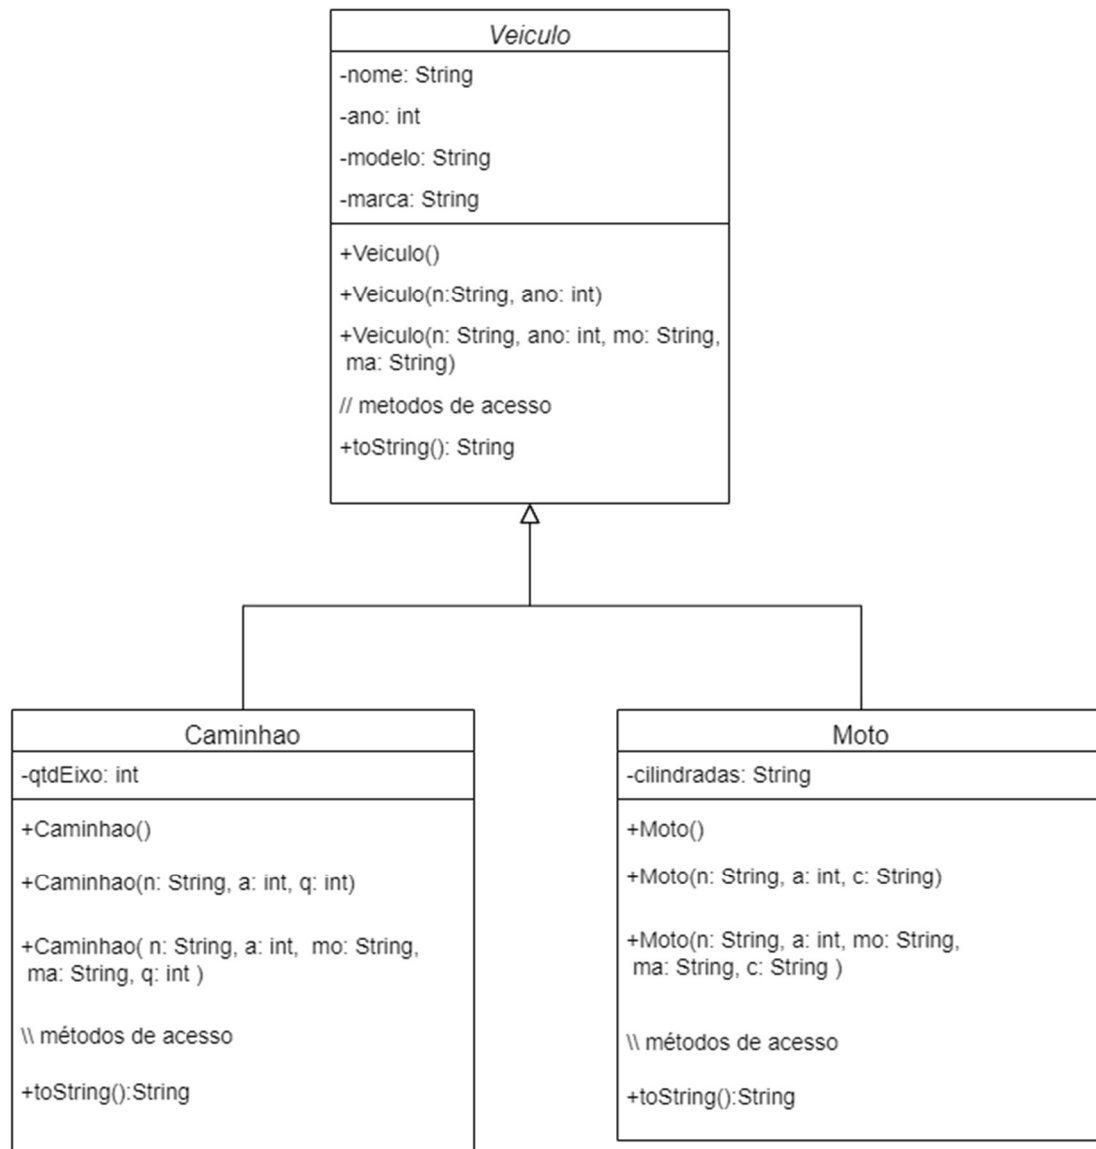 Veiculo
-nome: String
-ano: int
-modelo: String
-marca: String
+Veiculo()
+Veiculo(n:String, ano: int)
+Veiculo(n: String, ano: int, mo: String,
ma: String)
// metodos de acesso
+toString(): String
Caminhao
-qtdEixo: int
+Caminhao()
+Caminhao(n: String, a: int, q: int)
+Caminhao( n: String, a: int,  mo: String,
ma: String, q: int )
\\ métodos de acesso
+toString():String
Moto
-cilindradas: String
+Moto()
+Moto(n: String, a: int, c: String)
+Moto(n: String, a: int, mo: String,
ma: String, c: String )
\\ métodos de acesso
+toString():String